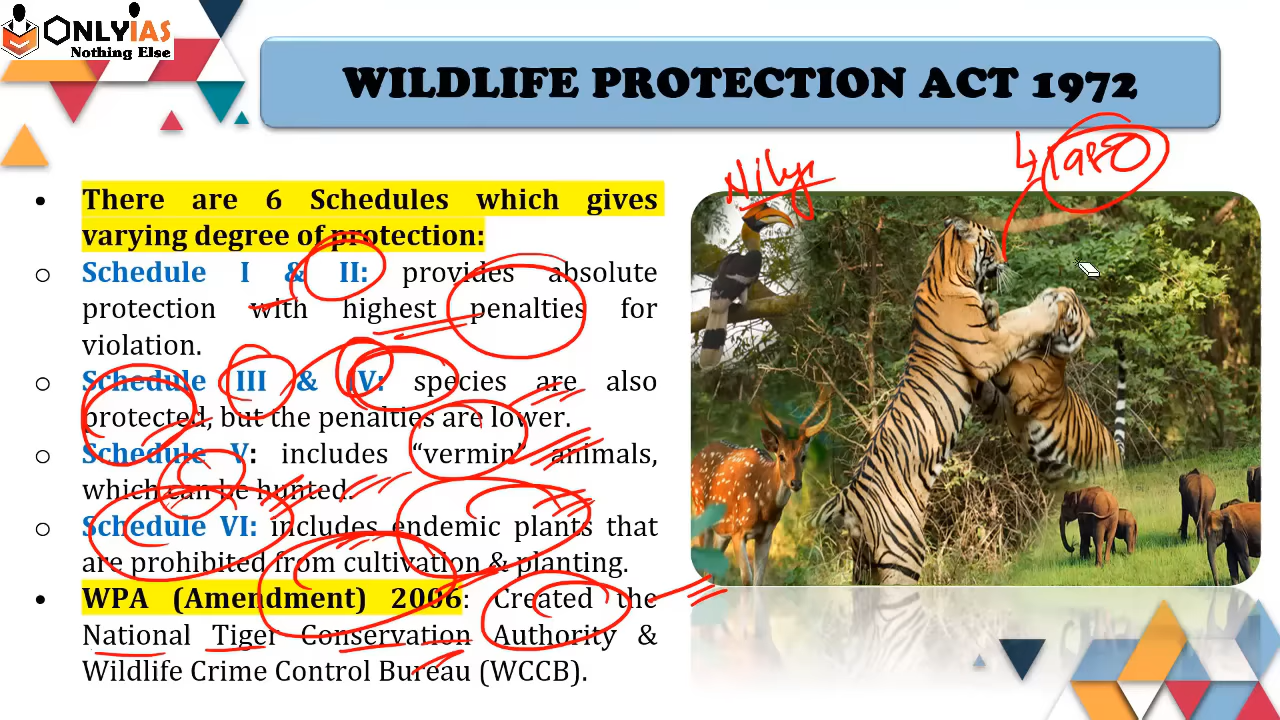 ONLYIAS
Nothing Else
WILDLIFE PROTECTION ACT 1972
• There are 6 Schedules which gives
varying degree of protection:
o Schedule I & II: provides absolute
protection with highest penalties for
violation.
o Schedule III & IV: species are also
protected, but the penalties are lower.
o Schedule V: includes “vermin” animals,
which can be hunted.
o Schedule VI: includes endemic plants that
are prohibited from cultivation & planting.
• WPA (Amendment) 2006: Created the
National Tiger Conservation Authority &
Wildlife Crime Control Bureau (WCCB).